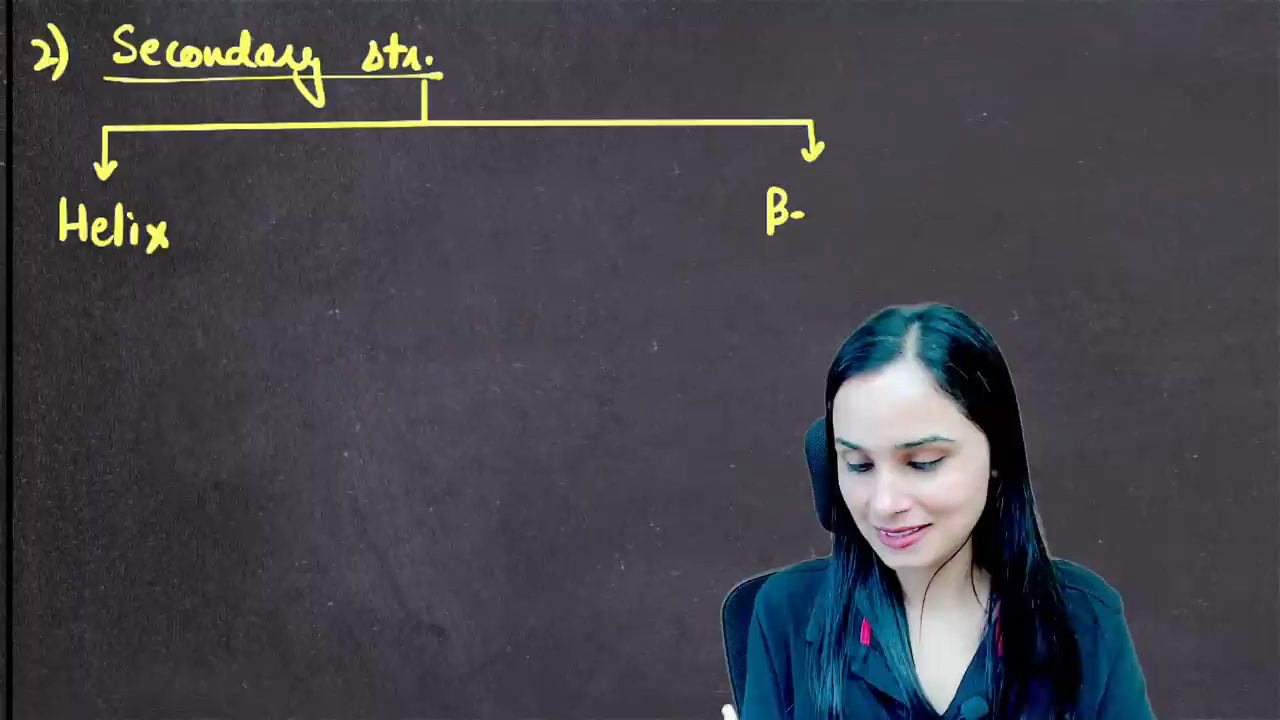 2) Secondary str.
Helix
β-